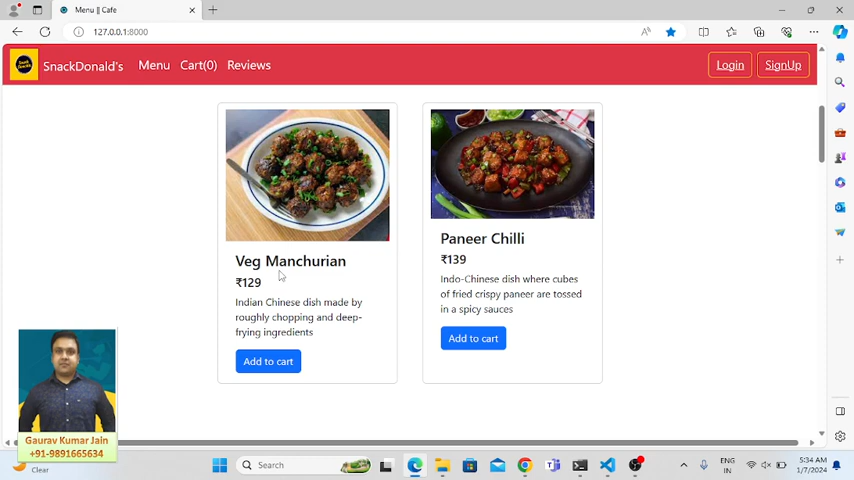 Menu || Cafe
127.0.0.1:8000
SnackDonald's
Menu
Cart(0)
Reviews
Login
SignUp
Veg Manchurian
₹129
Indian Chinese dish made by
roughly chopping and deep-
frying ingredients
Add to cart
Paneer Chilli
₹139
Indo-Chinese dish where cubes
of fried crispy paneer are tossed
in a spicy sauces
Add to cart
Gaurav Kumar Jain
+91-9891665634
Clear
Search
ENG
IN
5:34 AM
1/7/2024